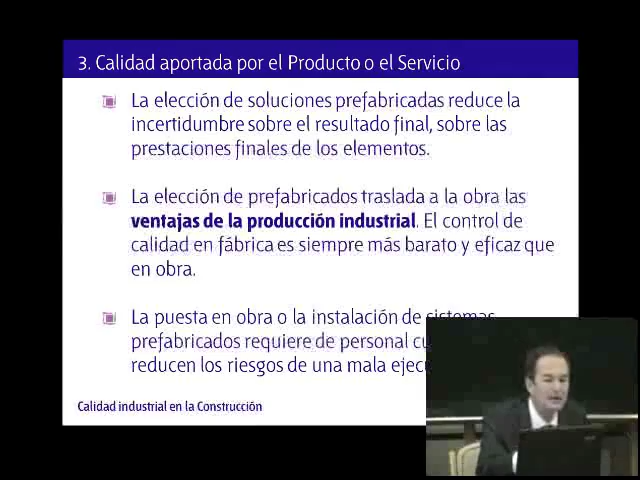 3. Calidad aportada por el Producto o el Servicio
La elección de soluciones prefabricadas reduce la
incertidumbre sobre el resultado final, sobre las
prestaciones finales de los elementos.
La elección de prefabricados traslada a la obra las
ventajas de la producción industrial. El control de
calidad en fábrica es siempre más barato y eficaz que
en obra.
La puesta en obra o la instalación de sistemas
prefabricados requiere de personal
reducen los riesgos de una mala
Calidad industrial en la Construcción